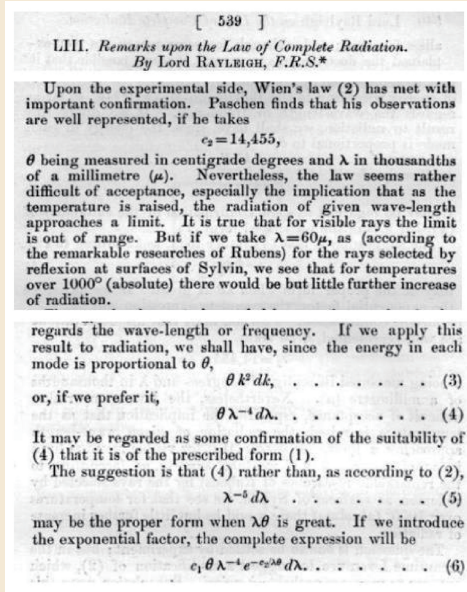 [ 539 ]
LIII. Remarks upon the Law of Complete Radiation.
By Lord RAYLEIGH, F.R.S.*
Upon the experimental side, Wien's law (2) has met with
important confirmation. Paschen finds that his observations
are well represented, if he takes
c₂=14,455,
θ being measured in centigrade degrees and λ in thousandths
of a millimetre (μ). Nevertheless, the law seems rather
difficult of acceptance, especially the implication that as the
temperature is raised, the radiation of given wave-length
approaches a limit. It is true that for visible rays the limit
is out of range. But if we take λ=60μ, as (according to
the remarkable researches of Rubens) for the rays selected by
reflexion at surfaces of Sylvin, we see that for temperatures
over 1000° (absolute) there would be but little further increase
of radiation.
regards the wave-length or frequency. If we apply this
result to radiation, we shall have, since the energy in each
mode is proportional to θ,
θ k² dk, . . . . . (3)
or, if we prefer it,
θ λ⁻⁴ dλ. . . . . . (4)
It may be regarded as some confirmation of the suitability of
(4) that it is of the prescribed form (1).
The suggestion is that (4) rather than, as according to (2),
λ⁻⁵ dλ . . . . . (5)
may be the proper form when λθ is great. If we introduce
the exponential factor, the complete expression will be
c₁ θ λ⁻⁴ e^(-c₂/λθ) dλ. . . . . . (6)